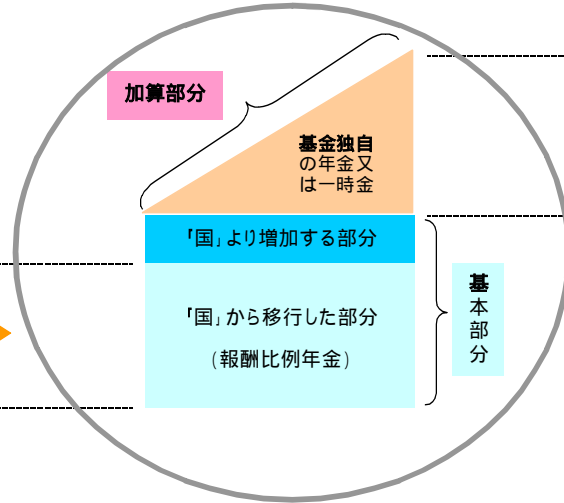 加算部分
基金独自
の年金又
は一時金
「国」より増加する部分
「国」から移行した部分
(報酬比例年金)
基
本
部
分